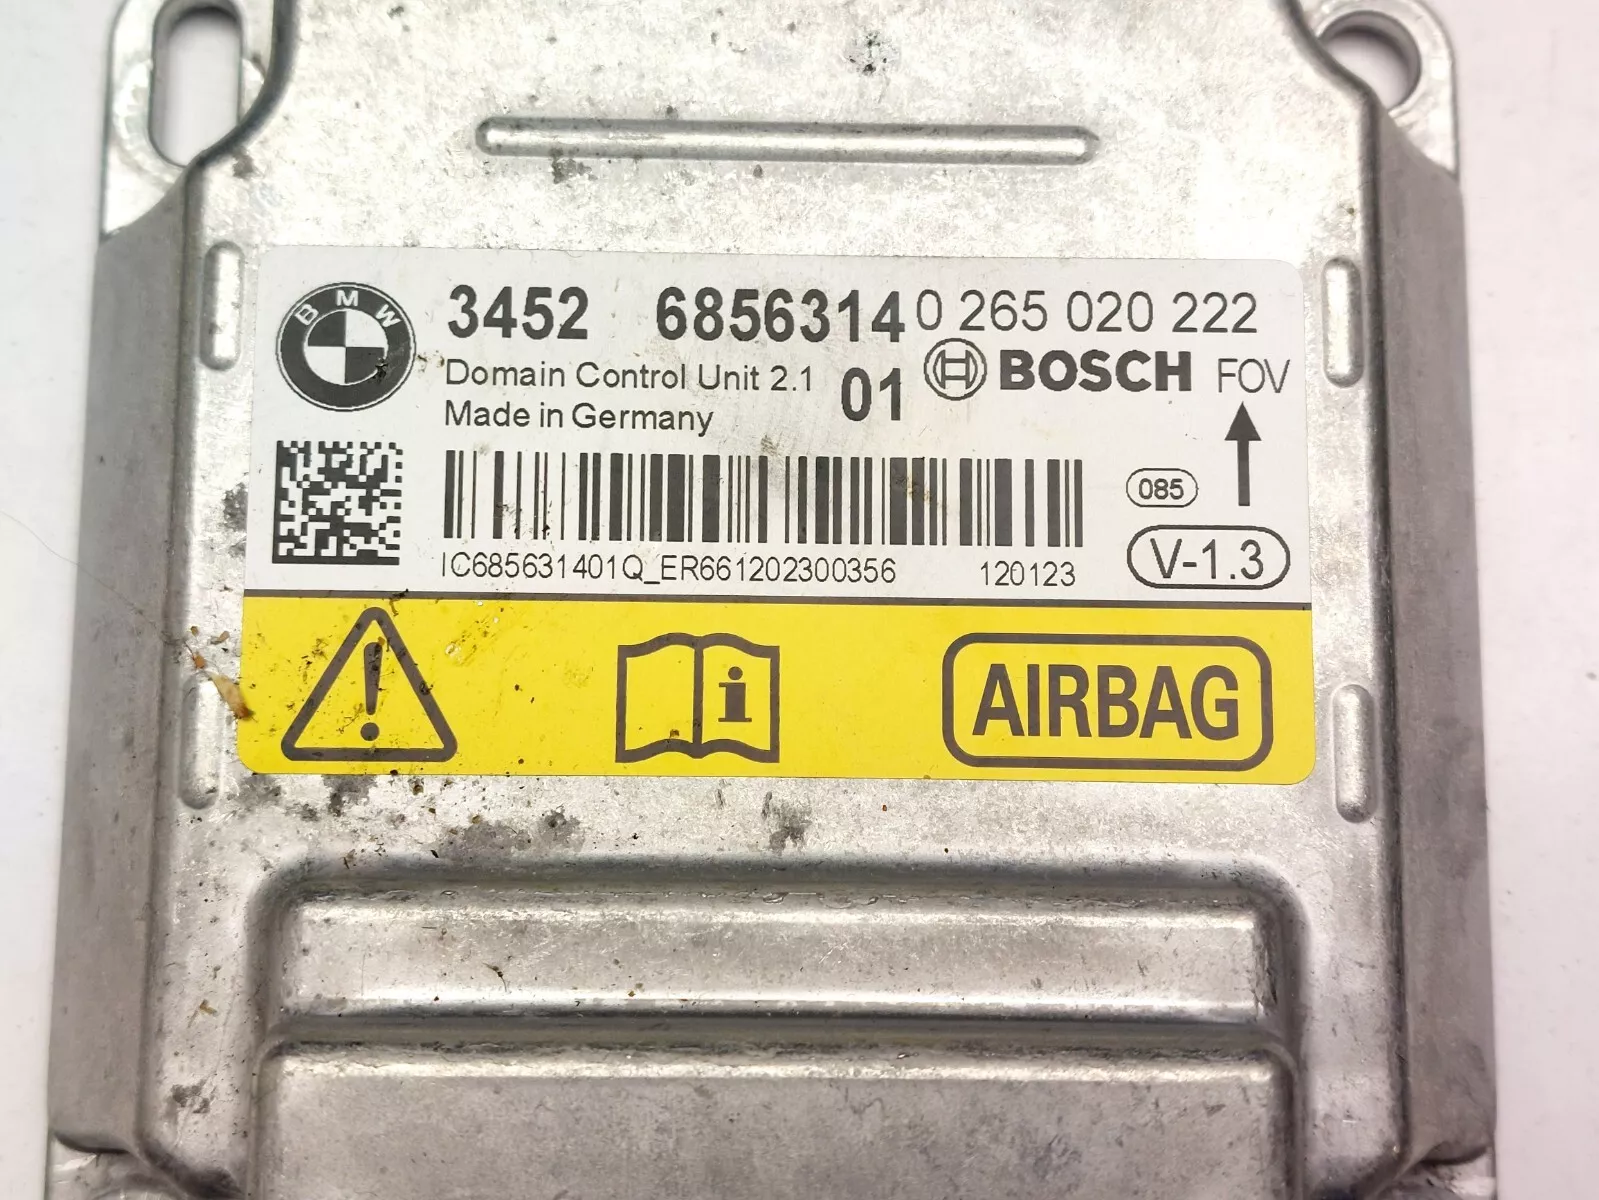 BMW
3452 6856314 0 265 020 222
Domain Control Unit 2.1 01 BOSCH FOV
Made in Germany
085
IC685631401Q_ER661202300356 120123 V-1.3
AIRBAG